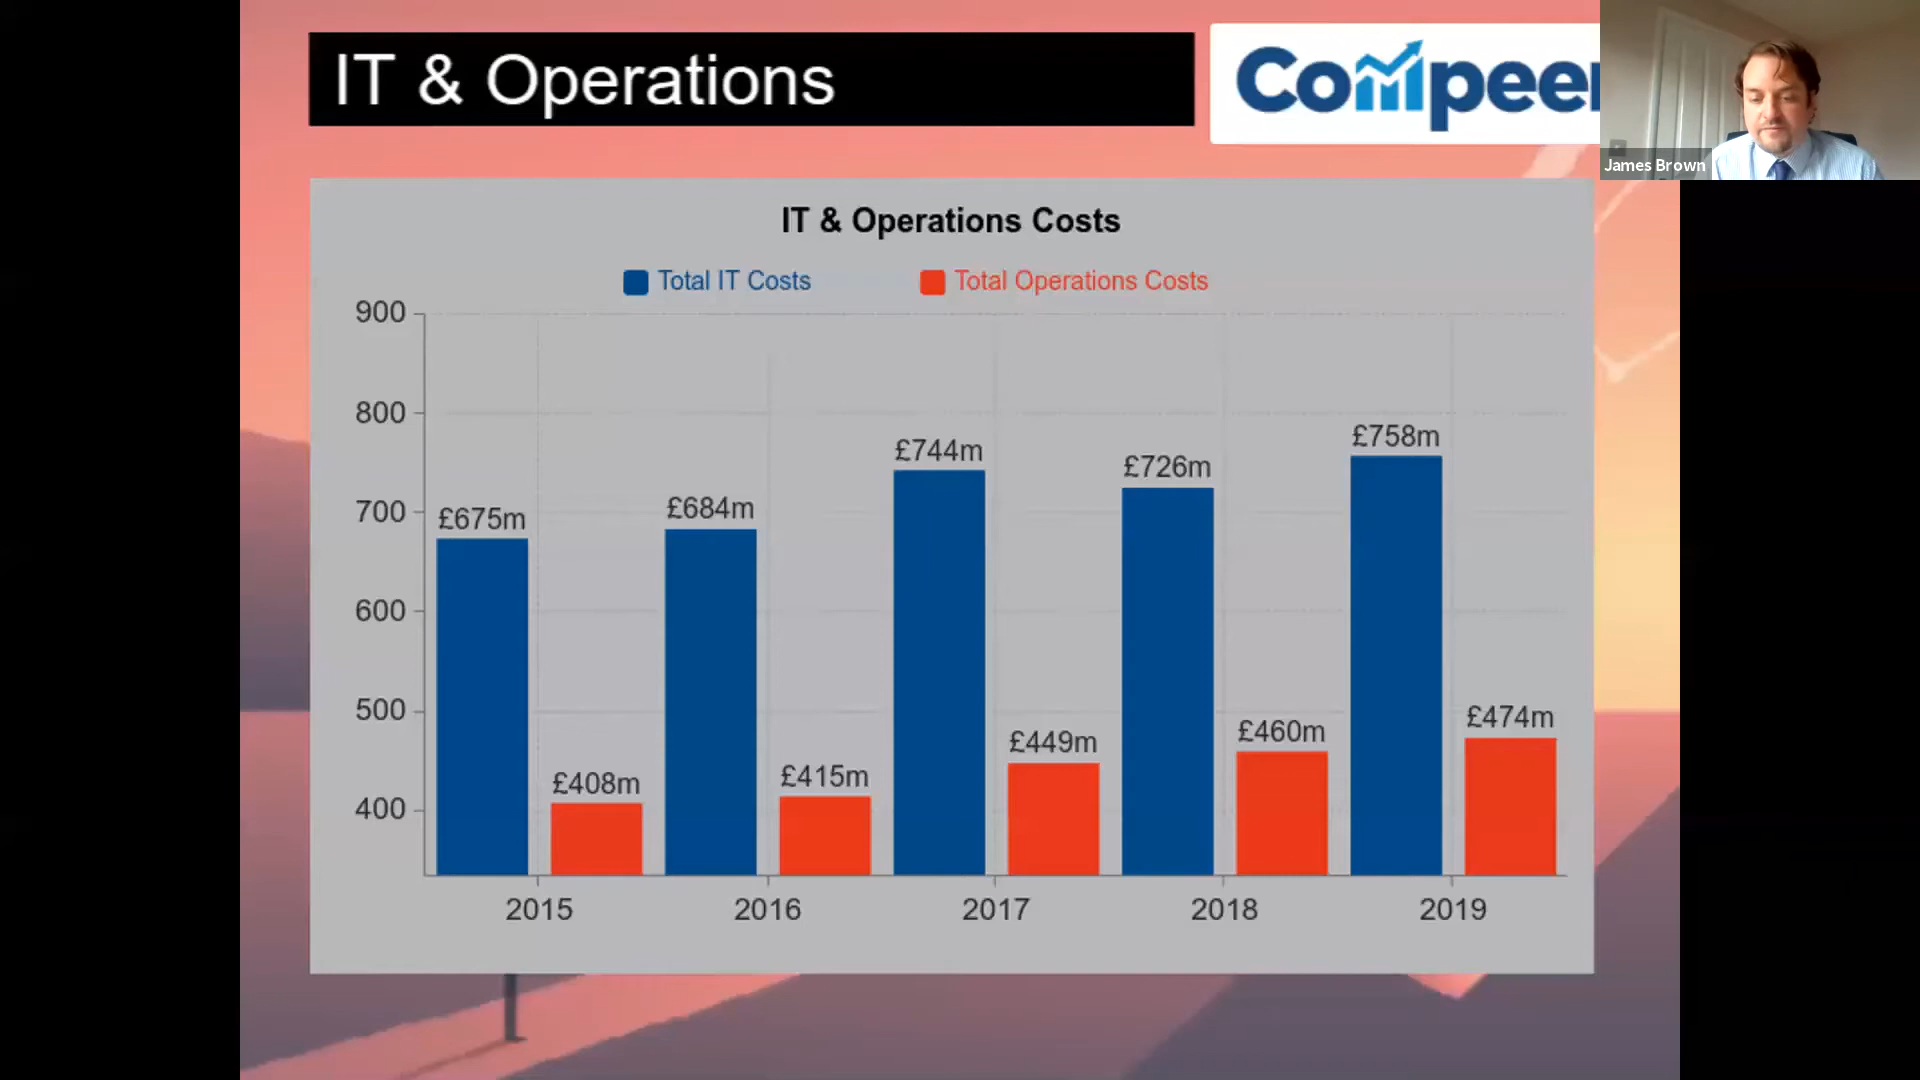 IT & Operations
Compeer
James Brown
IT & Operations Costs
Total IT Costs
Total Operations Costs
900
800
700
600
500
400
£675m
£408m
£684m
£415m
£744m
£449m
£726m
£460m
£758m
£474m
2015
2016
2017
2018
2019